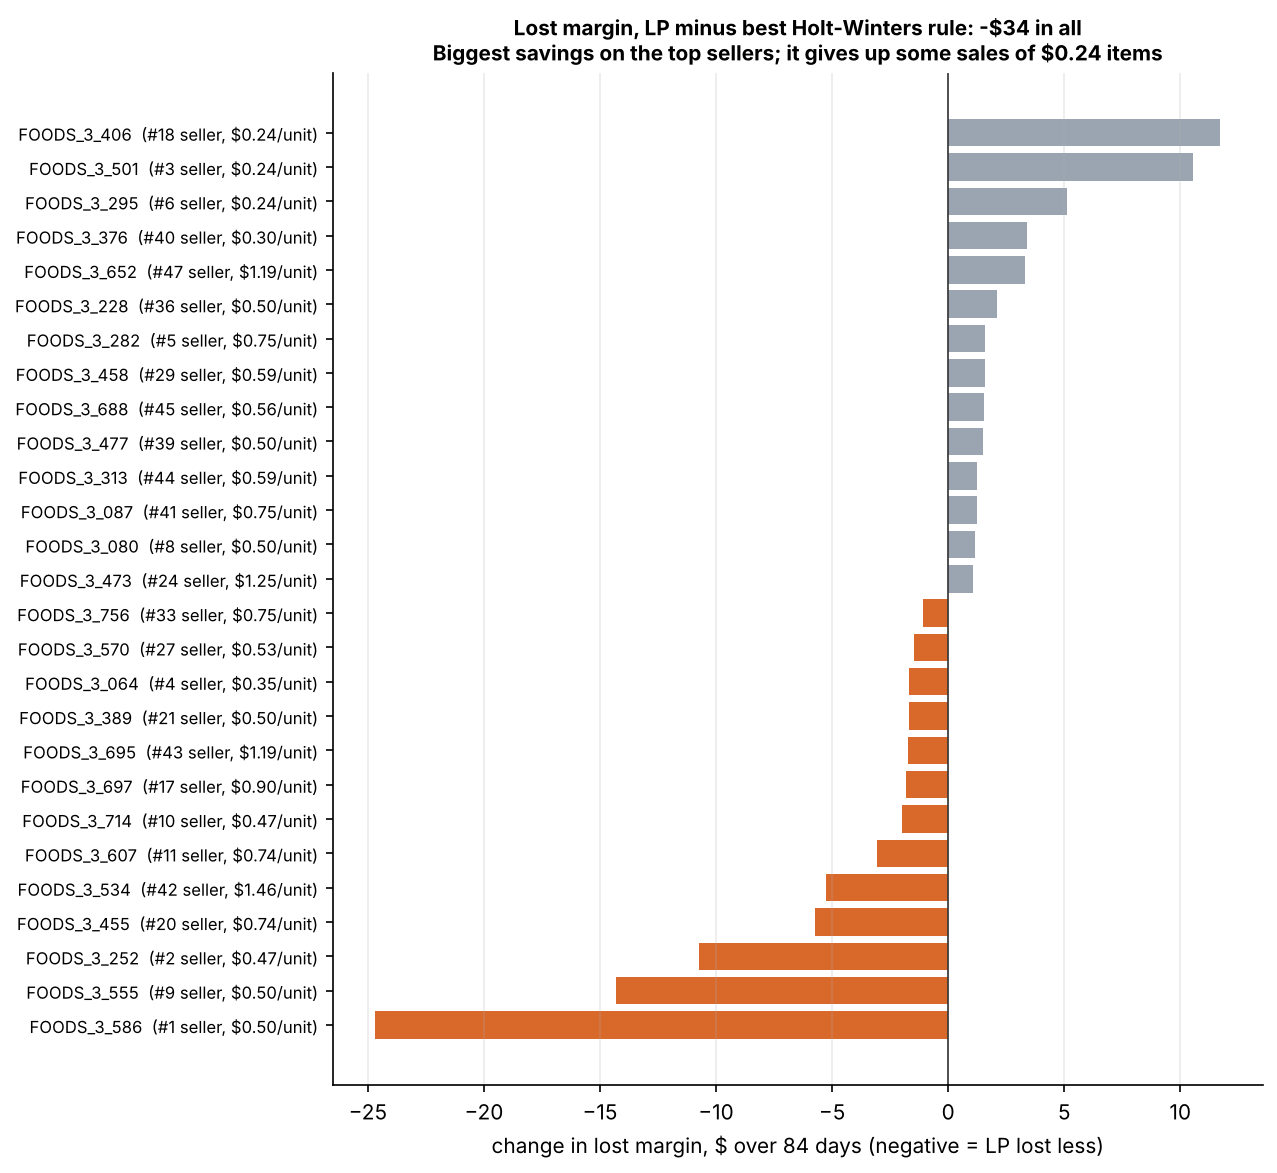 Lost margin, LP minus best Holt-Winters rule: -$34 in all
Biggest savings on the top sellers; it gives up some sales of $0.24 items
FOODS_3_406 (#18 seller, $0.24/unit)
FOODS_3_501 (#3 seller, $0.24/unit)
FOODS_3_295 (#6 seller, $0.24/unit)
FOODS_3_376 (#40 seller, $0.30/unit)
FOODS_3_652 (#47 seller, $1.19/unit)
FOODS_3_228 (#36 seller, $0.50/unit)
FOODS_3_282 (#5 seller, $0.75/unit)
FOODS_3_458 (#29 seller, $0.59/unit)
FOODS_3_688 (#45 seller, $0.56/unit)
FOODS_3_477 (#39 seller, $0.50/unit)
FOODS_3_313 (#44 seller, $0.59/unit)
FOODS_3_087 (#41 seller, $0.75/unit)
FOODS_3_080 (#8 seller, $0.50/unit)
FOODS_3_473 (#24 seller, $1.25/unit)
FOODS_3_756 (#33 seller, $0.75/unit)
FOODS_3_570 (#27 seller, $0.53/unit)
FOODS_3_064 (#4 seller, $0.35/unit)
FOODS_3_389 (#21 seller, $0.50/unit)
FOODS_3_695 (#43 seller, $1.19/unit)
FOODS_3_697 (#17 seller, $0.90/unit)
FOODS_3_714 (#10 seller, $0.47/unit)
FOODS_3_607 (#11 seller, $0.74/unit)
FOODS_3_534 (#42 seller, $1.46/unit)
FOODS_3_455 (#20 seller, $0.74/unit)
FOODS_3_252 (#2 seller, $0.47/unit)
FOODS_3_555 (#9 seller, $0.50/unit)
FOODS_3_586 (#1 seller, $0.50/unit)
−25 −20 −15 −10 −5 0 5 10
change in lost margin, $ over 84 days (negative = LP lost less)